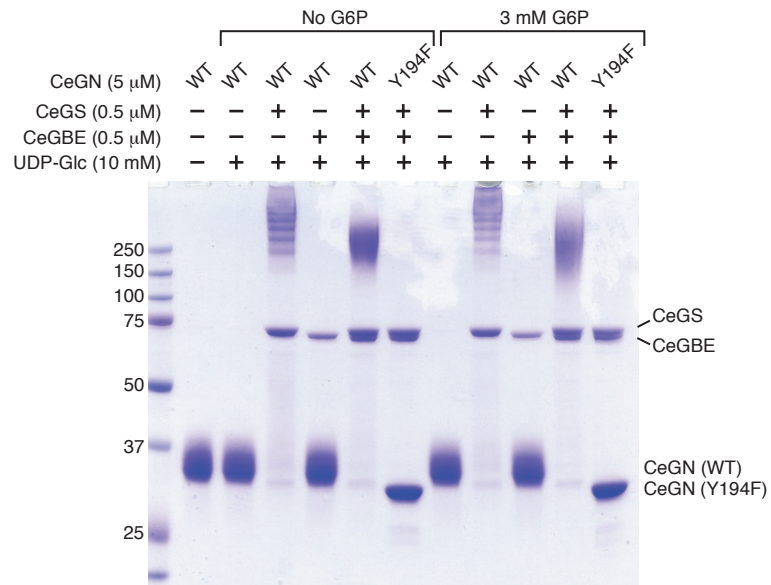 No G6P 3 mM G6P
CeGN (5 μM) WT WT WT WT WT Y194F WT WT WT WT Y194F
CeGS (0.5 μM) − − + − + + − + − + +
CeGBE (0.5 μM) − − − + + + − − + + +
UDP-Glc (10 mM) − + + + + + + + + + +
250
150
100
75
CeGS
CeGBE
50
37
CeGN (WT)
CeGN (Y194F)
25